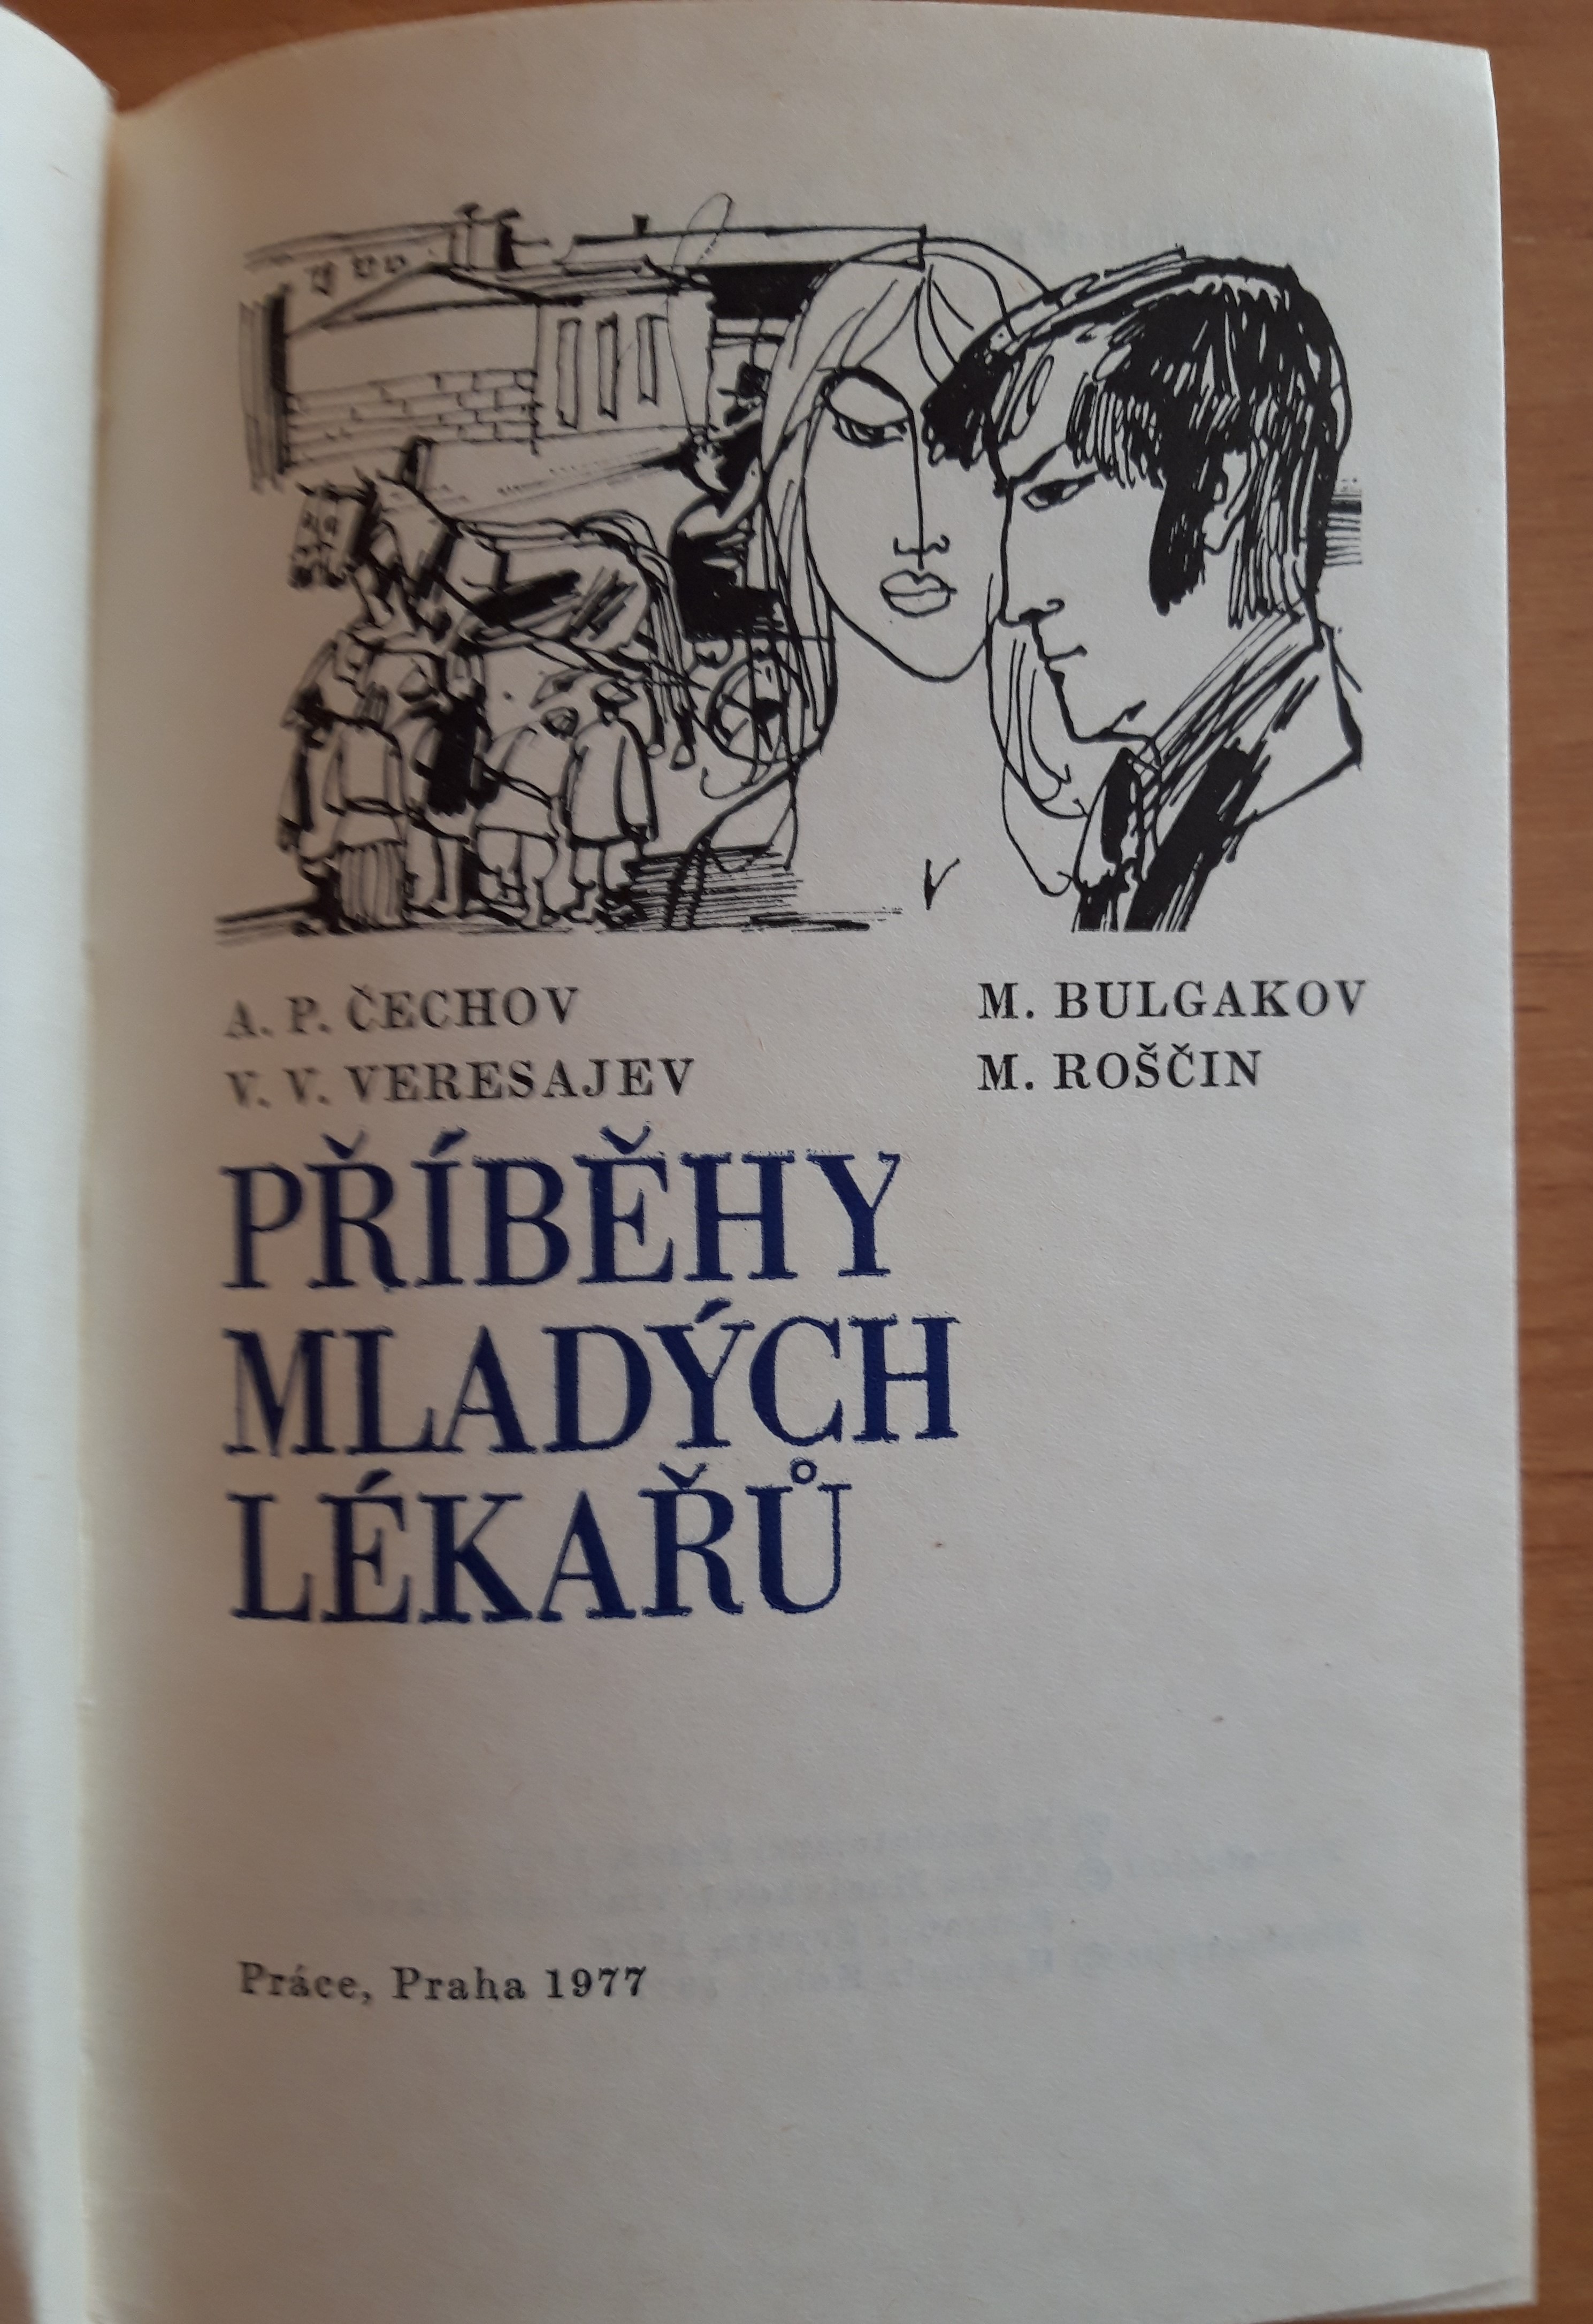 A. P. ČECHOV
V. V. VERESAJEV
M. BULGAKOV
M. ROŠČIN
PŘÍBĚHY
MLADÝCH
LÉKAŘŮ
Práce, Praha 1977